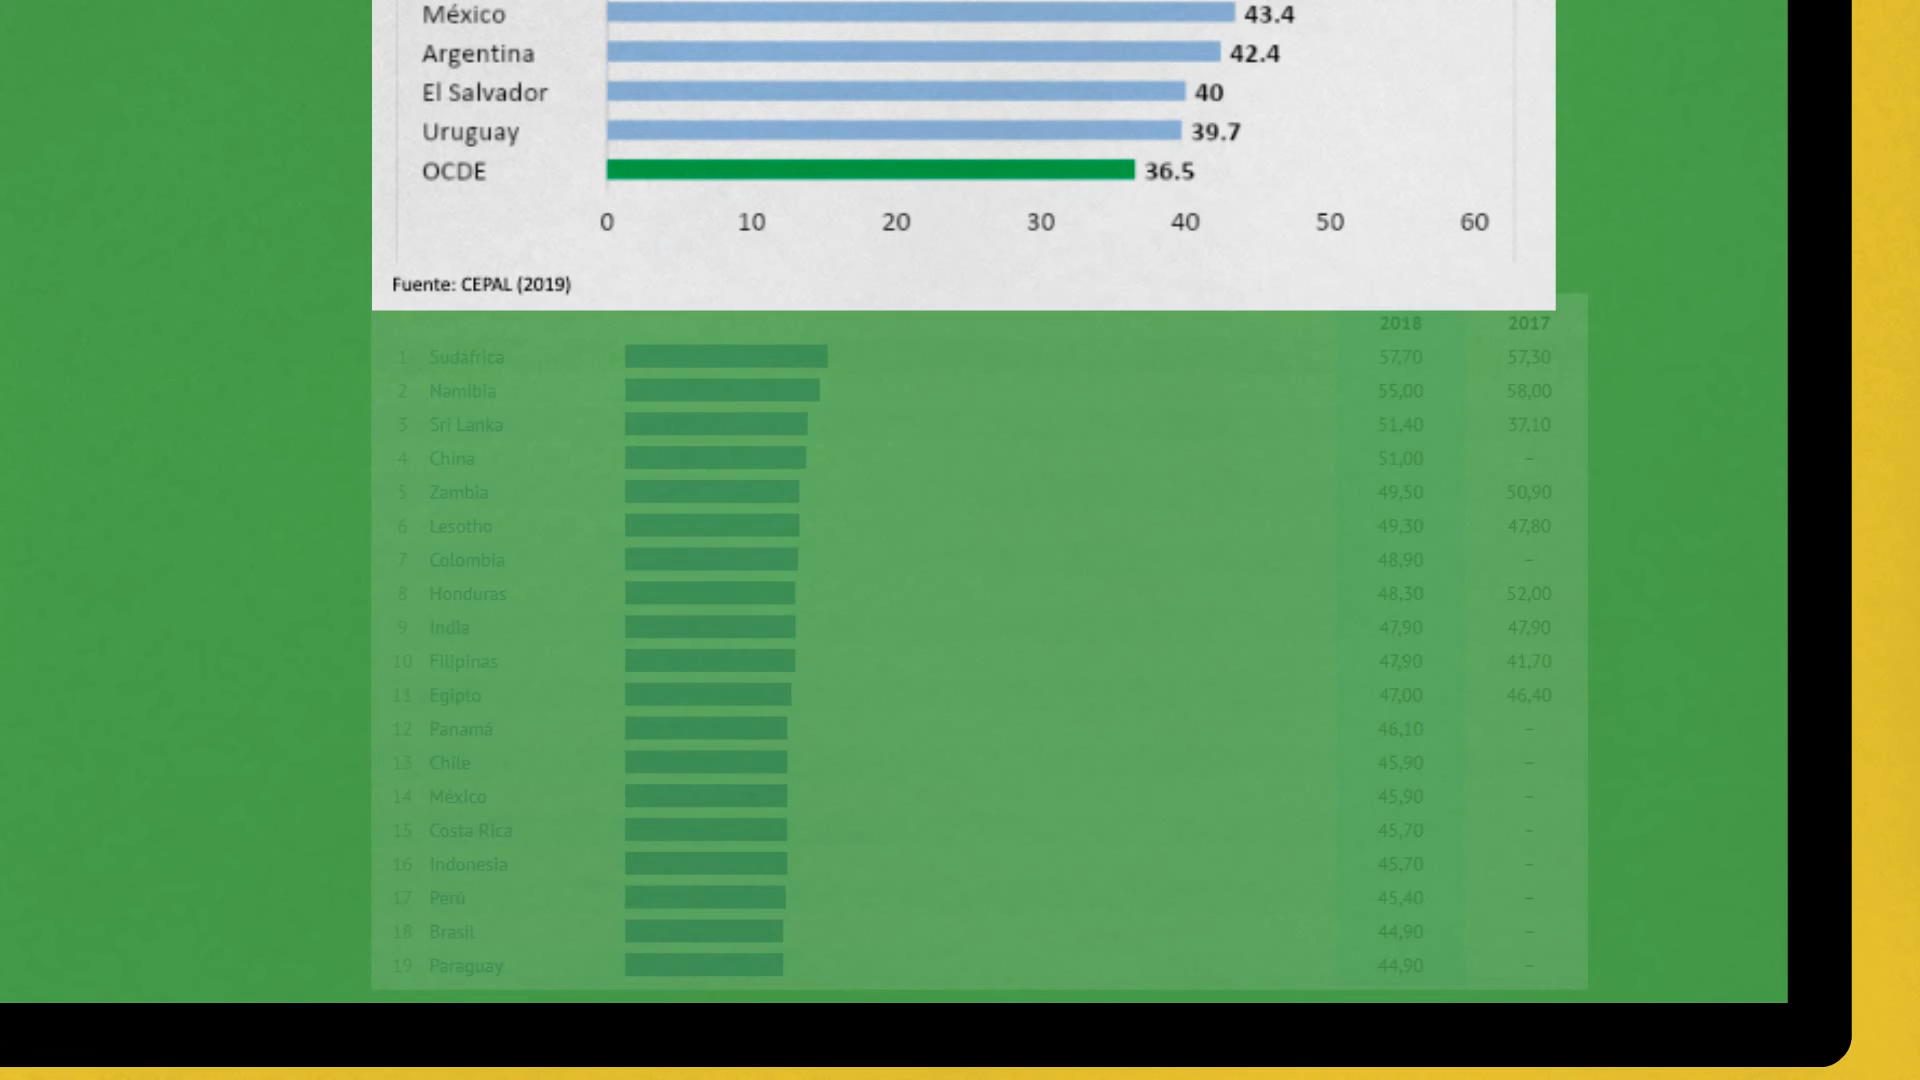 México 43.4
Argentina 42.4
El Salvador 40
Uruguay 39.7
OCDE 36.5
0 10 20 30 40 50 60
Fuente: CEPAL (2019)
2018 2017
1 Sudáfrica 57,70 57,30
2 Namibia 55,00 58,00
3 Sri Lanka 51,40 37,10
4 China 51,00 –
5 Zambia 49,50 50,90
6 Lesotho 49,30 47,80
7 Colombia 48,90 –
8 Honduras 48,30 52,00
9 India 47,90 47,90
10 Filipinas 47,90 41,70
11 Egipto 47,00 46,40
12 Panamá 46,10 –
13 Chile 45,90 –
14 México 45,90 –
15 Costa Rica 45,70 –
16 Indonesia 45,70 –
17 Perú 45,40 –
18 Brasil 44,90 –
19 Paraguay 44,90 –